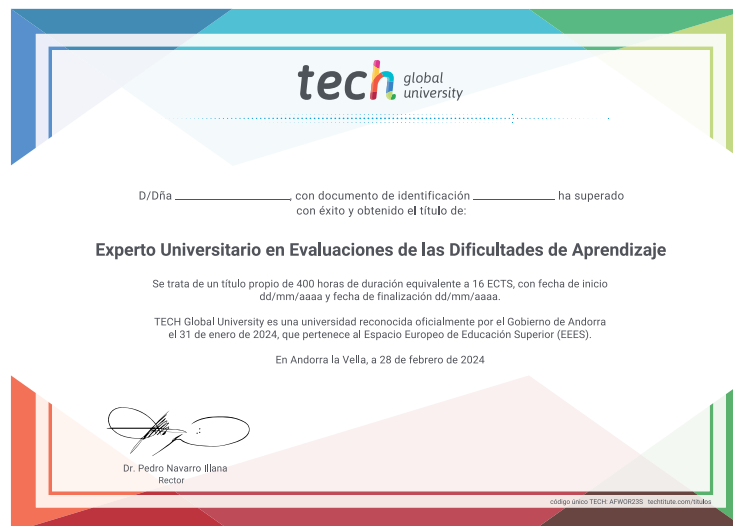 tech global
university
D/Dña ____________________, con documento de identificación ______________ ha superado
con éxito y obtenido el título de:
Experto Universitario en Evaluaciones de las Dificultades de Aprendizaje
Se trata de un título propio de 400 horas de duración equivalente a 16 ECTS, con fecha de inicio
dd/mm/aaaa y fecha de finalización dd/mm/aaaa.
TECH Global University es una universidad reconocida oficialmente por el Gobierno de Andorra
el 31 de enero de 2024, que pertenece al Espacio Europeo de Educación Superior (EEES).
En Andorra la Vella, a 28 de febrero de 2024
Dr. Pedro Navarro Illana
Rector
código único TECH: AFWOR23S techtitute.com/titulos